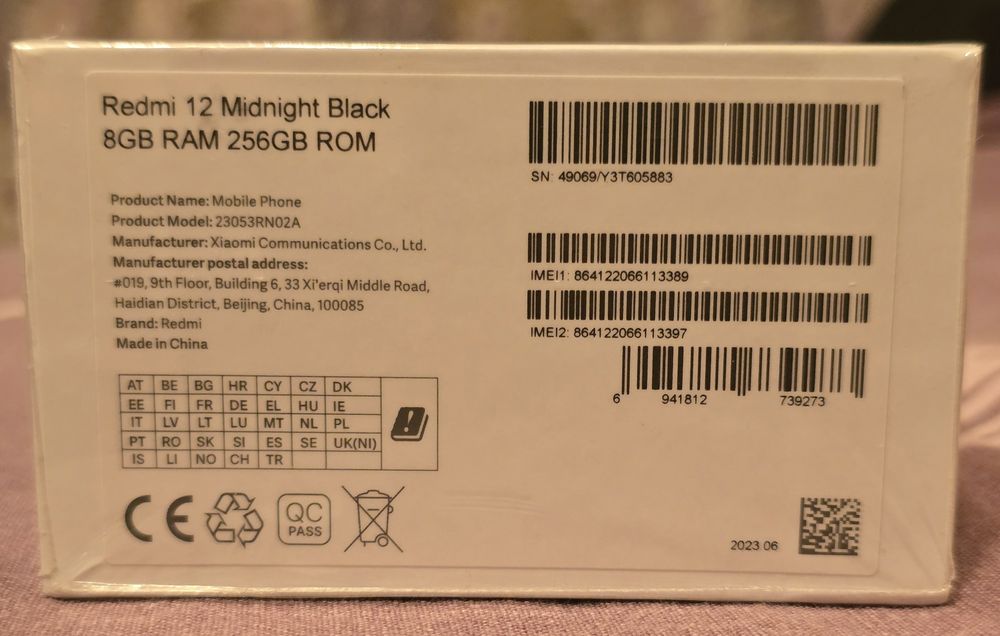 Redmi 12 Midnight Black
8GB RAM 256GB ROM
Product Name: Mobile Phone
Product Model: 23053RN02A
Manufacturer: Xiaomi Communications Co., Ltd.
Manufacturer postal address:
#019, 9th Floor, Building 6, 33 Xi'erqi Middle Road,
Haidian District, Beijing, China, 100085
Brand: Redmi
Made in China
AT BE BG HR CY CZ DK
EE FI FR DE EL HU IE
IT LV LT LU MT NL PL
PT RO SK SI ES SE UK(NI)
IS LI NO CH TR
CE
QC
PASS
SN: 49069/Y3T605883
IMEI1: 864122066113389
IMEI2: 864122066113397
6 941812 739273
2023 06